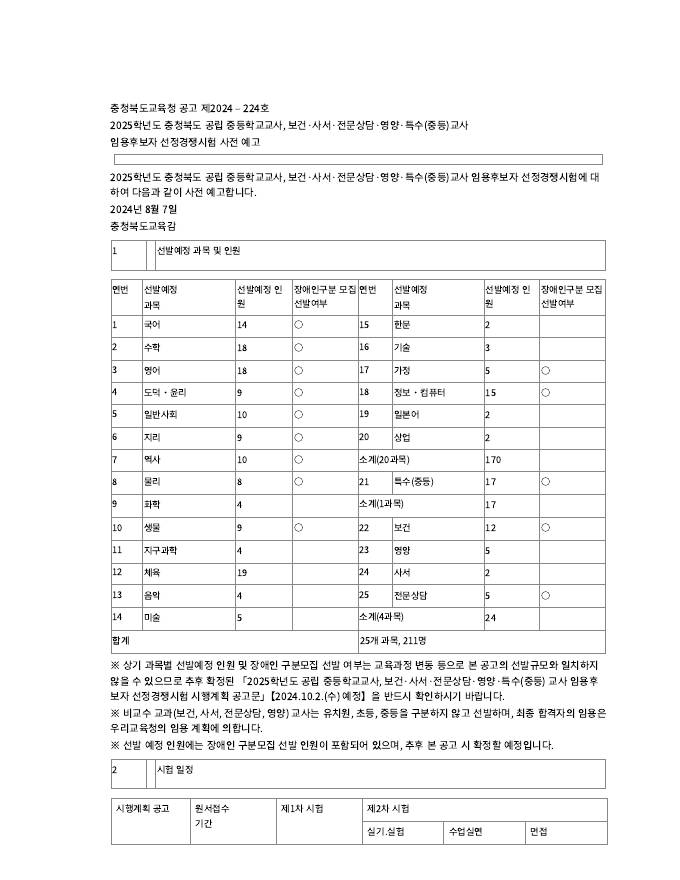 충청북도교육청 공고 제2024 – 224호
2025학년도 충청북도 공립 중등학교교사, 보건·사서·전문상담·영양·특수(중등)교사
임용후보자 선정경쟁시험 사전 예고
2025학년도 충청북도 공립 중등학교교사, 보건·사서·전문상담·영양·특수(중등)교사 임용후보자 선정경쟁시험에 대
하여 다음과 같이 사전 예고합니다.
2024년 8월 7일
충청북도교육감
1 선발예정 과목 및 인원
연번 선발예정 과목 선발예정 인원 장애인구분 모집 선발여부 연번 선발예정 과목 선발예정 인원 장애인구분 모집 선발여부
1 국어 14 ○ 15 한문 2
2 수학 18 ○ 16 기술 3
3 영어 18 ○ 17 가정 5 ○
4 도덕・윤리 9 ○ 18 정보・컴퓨터 15 ○
5 일반사회 10 ○ 19 일본어 2
6 지리 9 ○ 20 상업 2
7 역사 10 ○ 소계(20과목) 170
8 물리 8 ○ 21 특수(중등) 17 ○
9 화학 4 소계(1과목) 17
10 생물 9 ○ 22 보건 12 ○
11 지구과학 4 23 영양 5
12 체육 19 24 사서 2
13 음악 4 25 전문상담 5 ○
14 미술 5 소계(4과목) 24
합계 25개 과목, 211명
※ 상기 과목별 선발예정 인원 및 장애인 구분모집 선발 여부는 교육과정 변동 등으로 본 공고의 선발규모와 일치하지
않을 수 있으므로 추후 확정된 「2025학년도 공립 중등학교교사, 보건·사서·전문상담·영양·특수(중등) 교사 임용후
보자 선정경쟁시험 시행계획 공고문」【2024.10.2.(수) 예정】을 반드시 확인하시기 바랍니다.
※ 비교수 교과(보건, 사서, 전문상담, 영양) 교사는 유치원, 초등, 중등을 구분하지 않고 선발하며, 최종 합격자의 임용은
우리교육청의 임용 계획에 의합니다.
※ 선발 예정 인원에는 장애인 구분모집 선발 인원이 포함되어 있으며, 추후 본 공고 시 확정할 예정입니다.
2 시험 일정
시행계획 공고 원서접수 기간 제1차 시험 제2차 시험
실기.실험 수업실연 면접